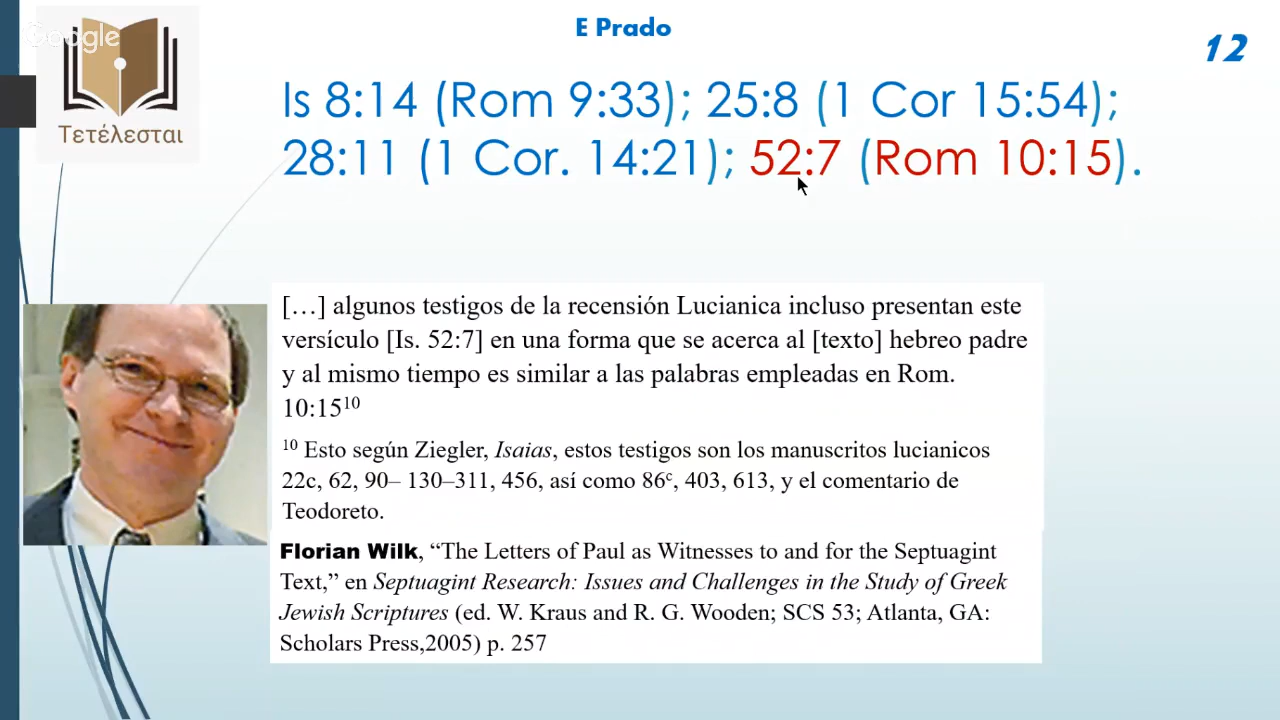 Google
E Prado
12
Τετέλεσται
Is 8:14 (Rom 9:33); 25:8 (1 Cor 15:54);
28:11 (1 Cor. 14:21); 52:7 (Rom 10:15).
[…] algunos testigos de la recensión Lucianica incluso presentan este
versículo [Is. 52:7] en una forma que se acerca al [texto] hebreo padre
y al mismo tiempo es similar a las palabras empleadas en Rom.
10:15¹⁰
¹⁰ Esto según Ziegler, Isaias, estos testigos son los manuscritos lucianicos
22c, 62, 90– 130–311, 456, así como 86ᶜ, 403, 613, y el comentario de
Teodoreto.
Florian Wilk, “The Letters of Paul as Witnesses to and for the Septuagint
Text,” en Septuagint Research: Issues and Challenges in the Study of Greek
Jewish Scriptures (ed. W. Kraus and R. G. Wooden; SCS 53; Atlanta, GA:
Scholars Press,2005) p. 257